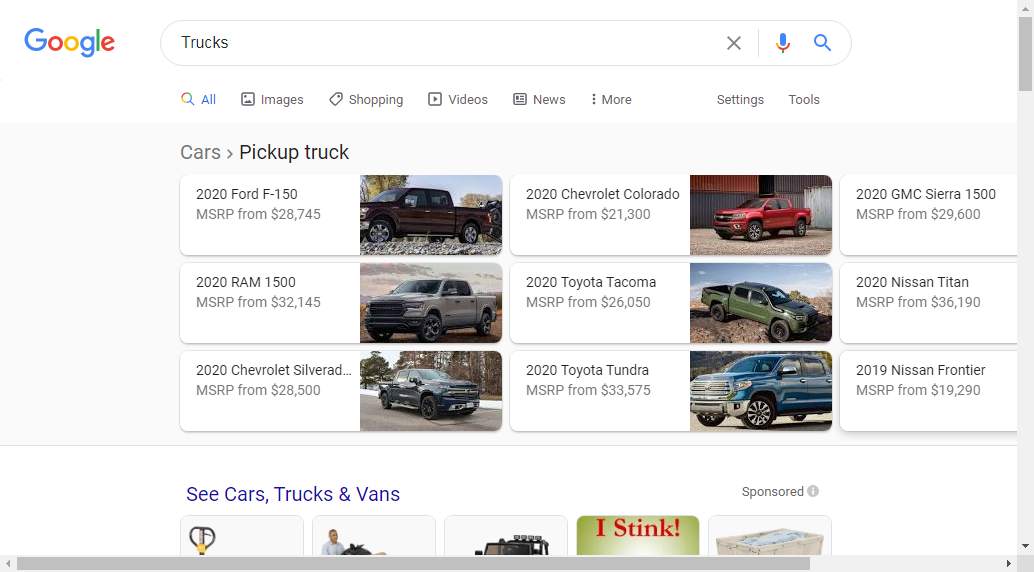 Google
Trucks
All
Images
Shopping
Videos
News
More
Settings
Tools
Cars › Pickup truck
2020 Ford F-150
MSRP from $28,745
2020 Chevrolet Colorado
MSRP from $21,300
2020 GMC Sierra 1500
MSRP from $29,600
2020 RAM 1500
MSRP from $32,145
2020 Toyota Tacoma
MSRP from $26,050
2020 Nissan Titan
MSRP from $36,190
2020 Chevrolet Silverad...
MSRP from $28,500
2020 Toyota Tundra
MSRP from $33,575
2019 Nissan Frontier
MSRP from $19,290
See Cars, Trucks & Vans
Sponsored
I Stink!